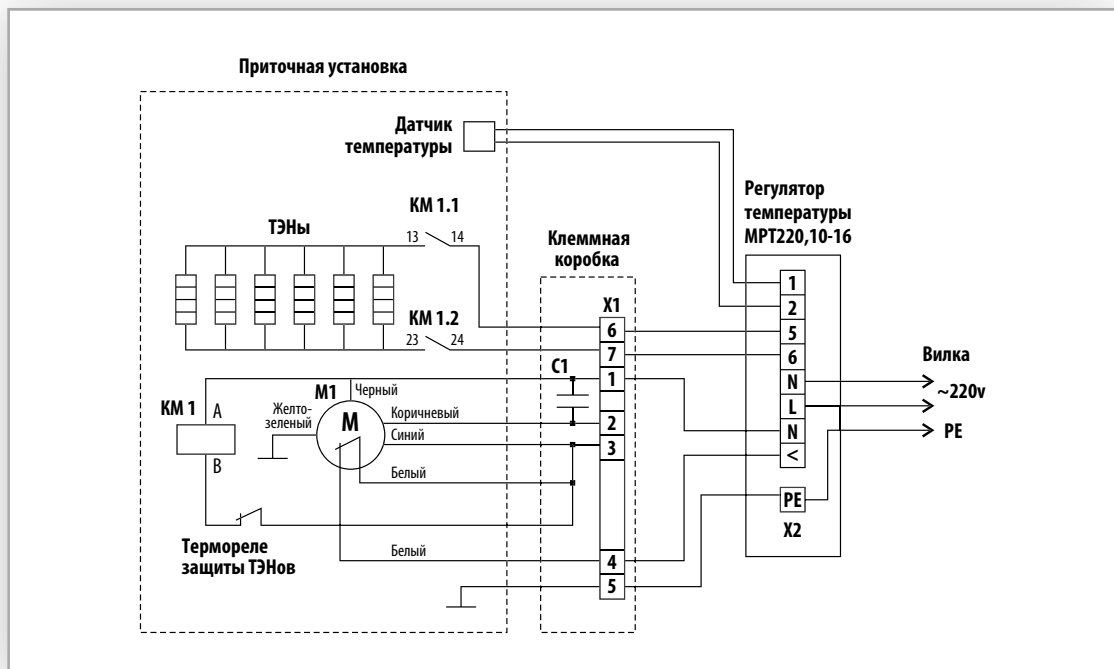 Приточная установка
Датчик
температуры
Регулятор
температуры
МРТ220,10-16
КМ 1.1
ТЭНы
13 14
Клеммная
коробка
КМ 1.2
23 24
X1
6
7
1
2
3
4
5
C1
1
2
5
6
N
L
N
<
PE
X2
Вилка
~220v
PE
КМ 1
A
B
М1
M
Черный
Желто-
зеленый
Коричневый
Синий
Белый
Белый
Термореле
защиты ТЭНов